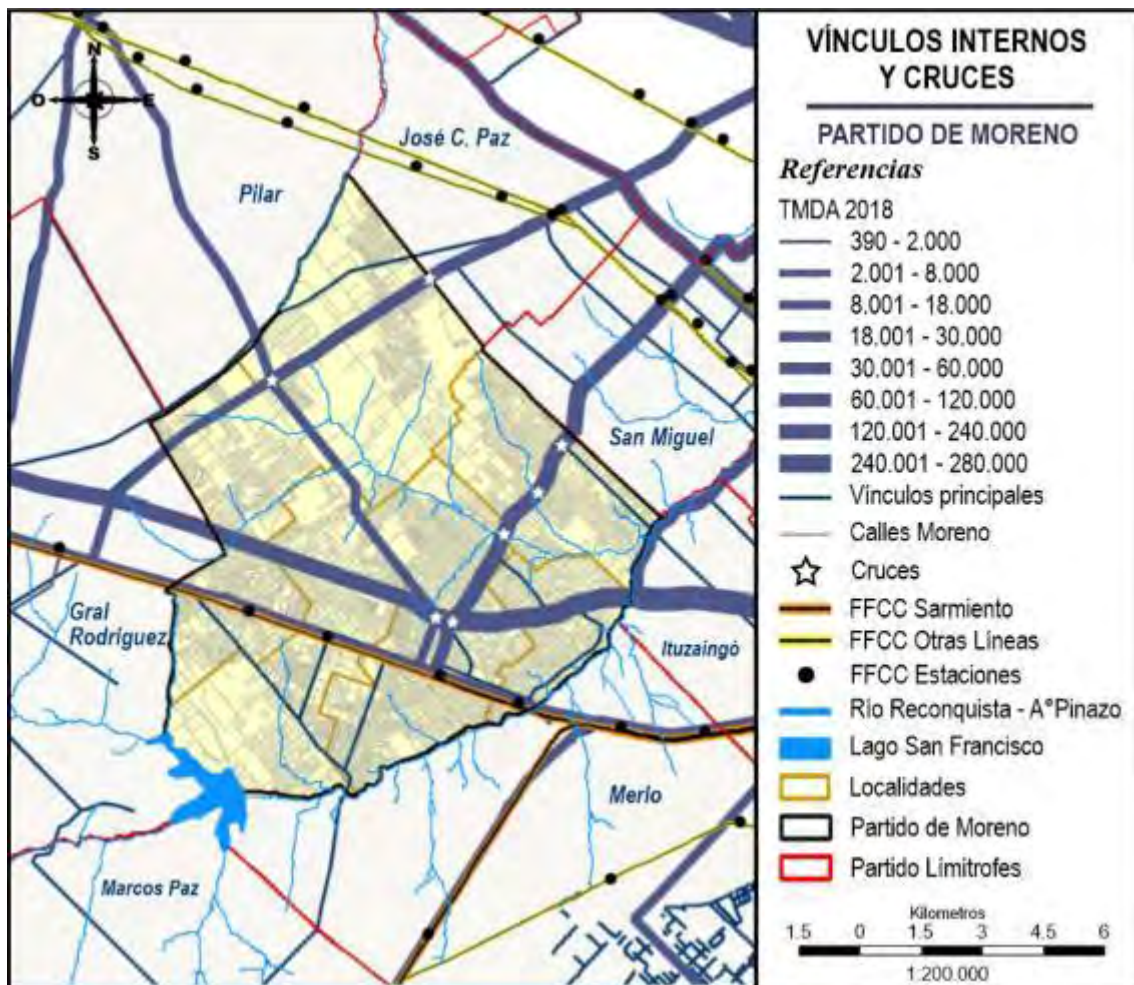 N
O
E
S
José C. Paz
Pilar
San Miguel
Gral
Rodríguez
Ituzaingò
Merlo
Marcos Paz
VÍNCULOS INTERNOS
Y CRUCES
PARTIDO DE MORENO
Referencias
TMDA 2018
390 - 2.000
2.001 - 8.000
8.001 - 18.000
18.001 - 30.000
30.001 - 60.000
60.001 - 120.000
120.001 - 240.000
240.001 - 280.000
Vínculos principales
Calles Moreno
Cruces
FFCC Sarmiento
FFCC Otras Líneas
FFCC Estaciones
Río Reconquista - A°Pinazo
Lago San Francisco
Localidades
Partido de Moreno
Partido Límitrofes
Kilometros
1.5 0 1.5 3 4.5 6
1:200.000